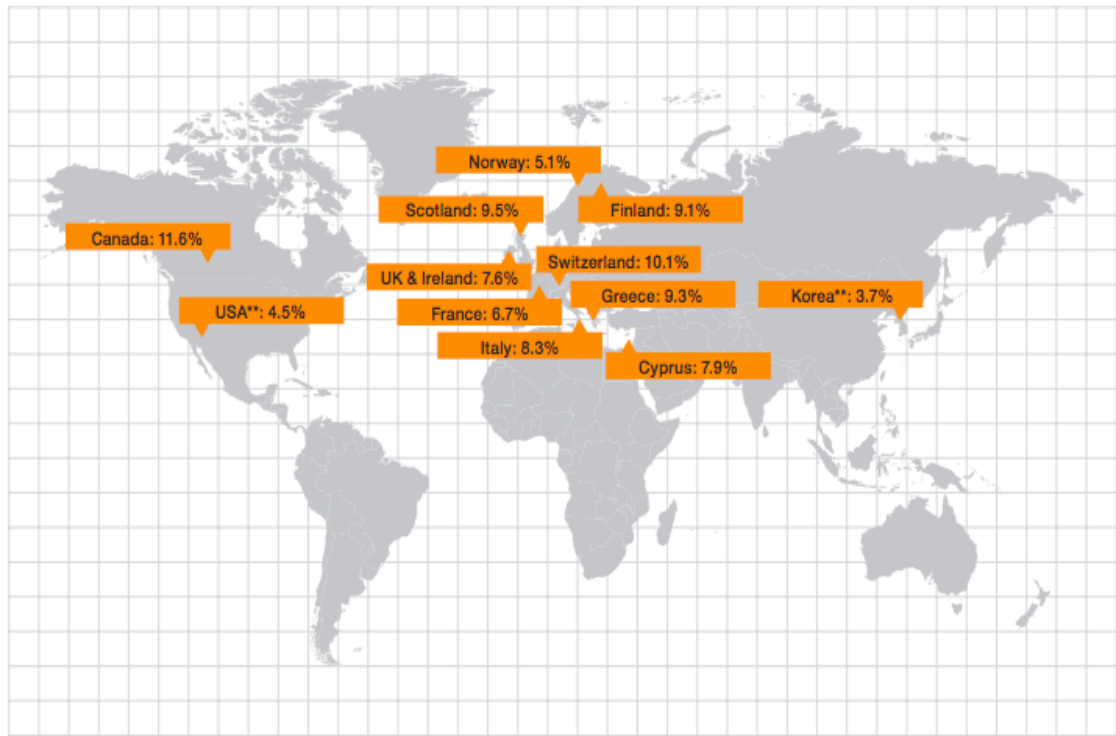 Norway: 5.1%
Scotland: 9.5%
Finland: 9.1%
Canada: 11.6%
Switzerland: 10.1%
UK & Ireland: 7.6%
Greece: 9.3%
Korea**: 3.7%
USA**: 4.5%
France: 6.7%
Italy: 8.3%
Cyprus: 7.9%